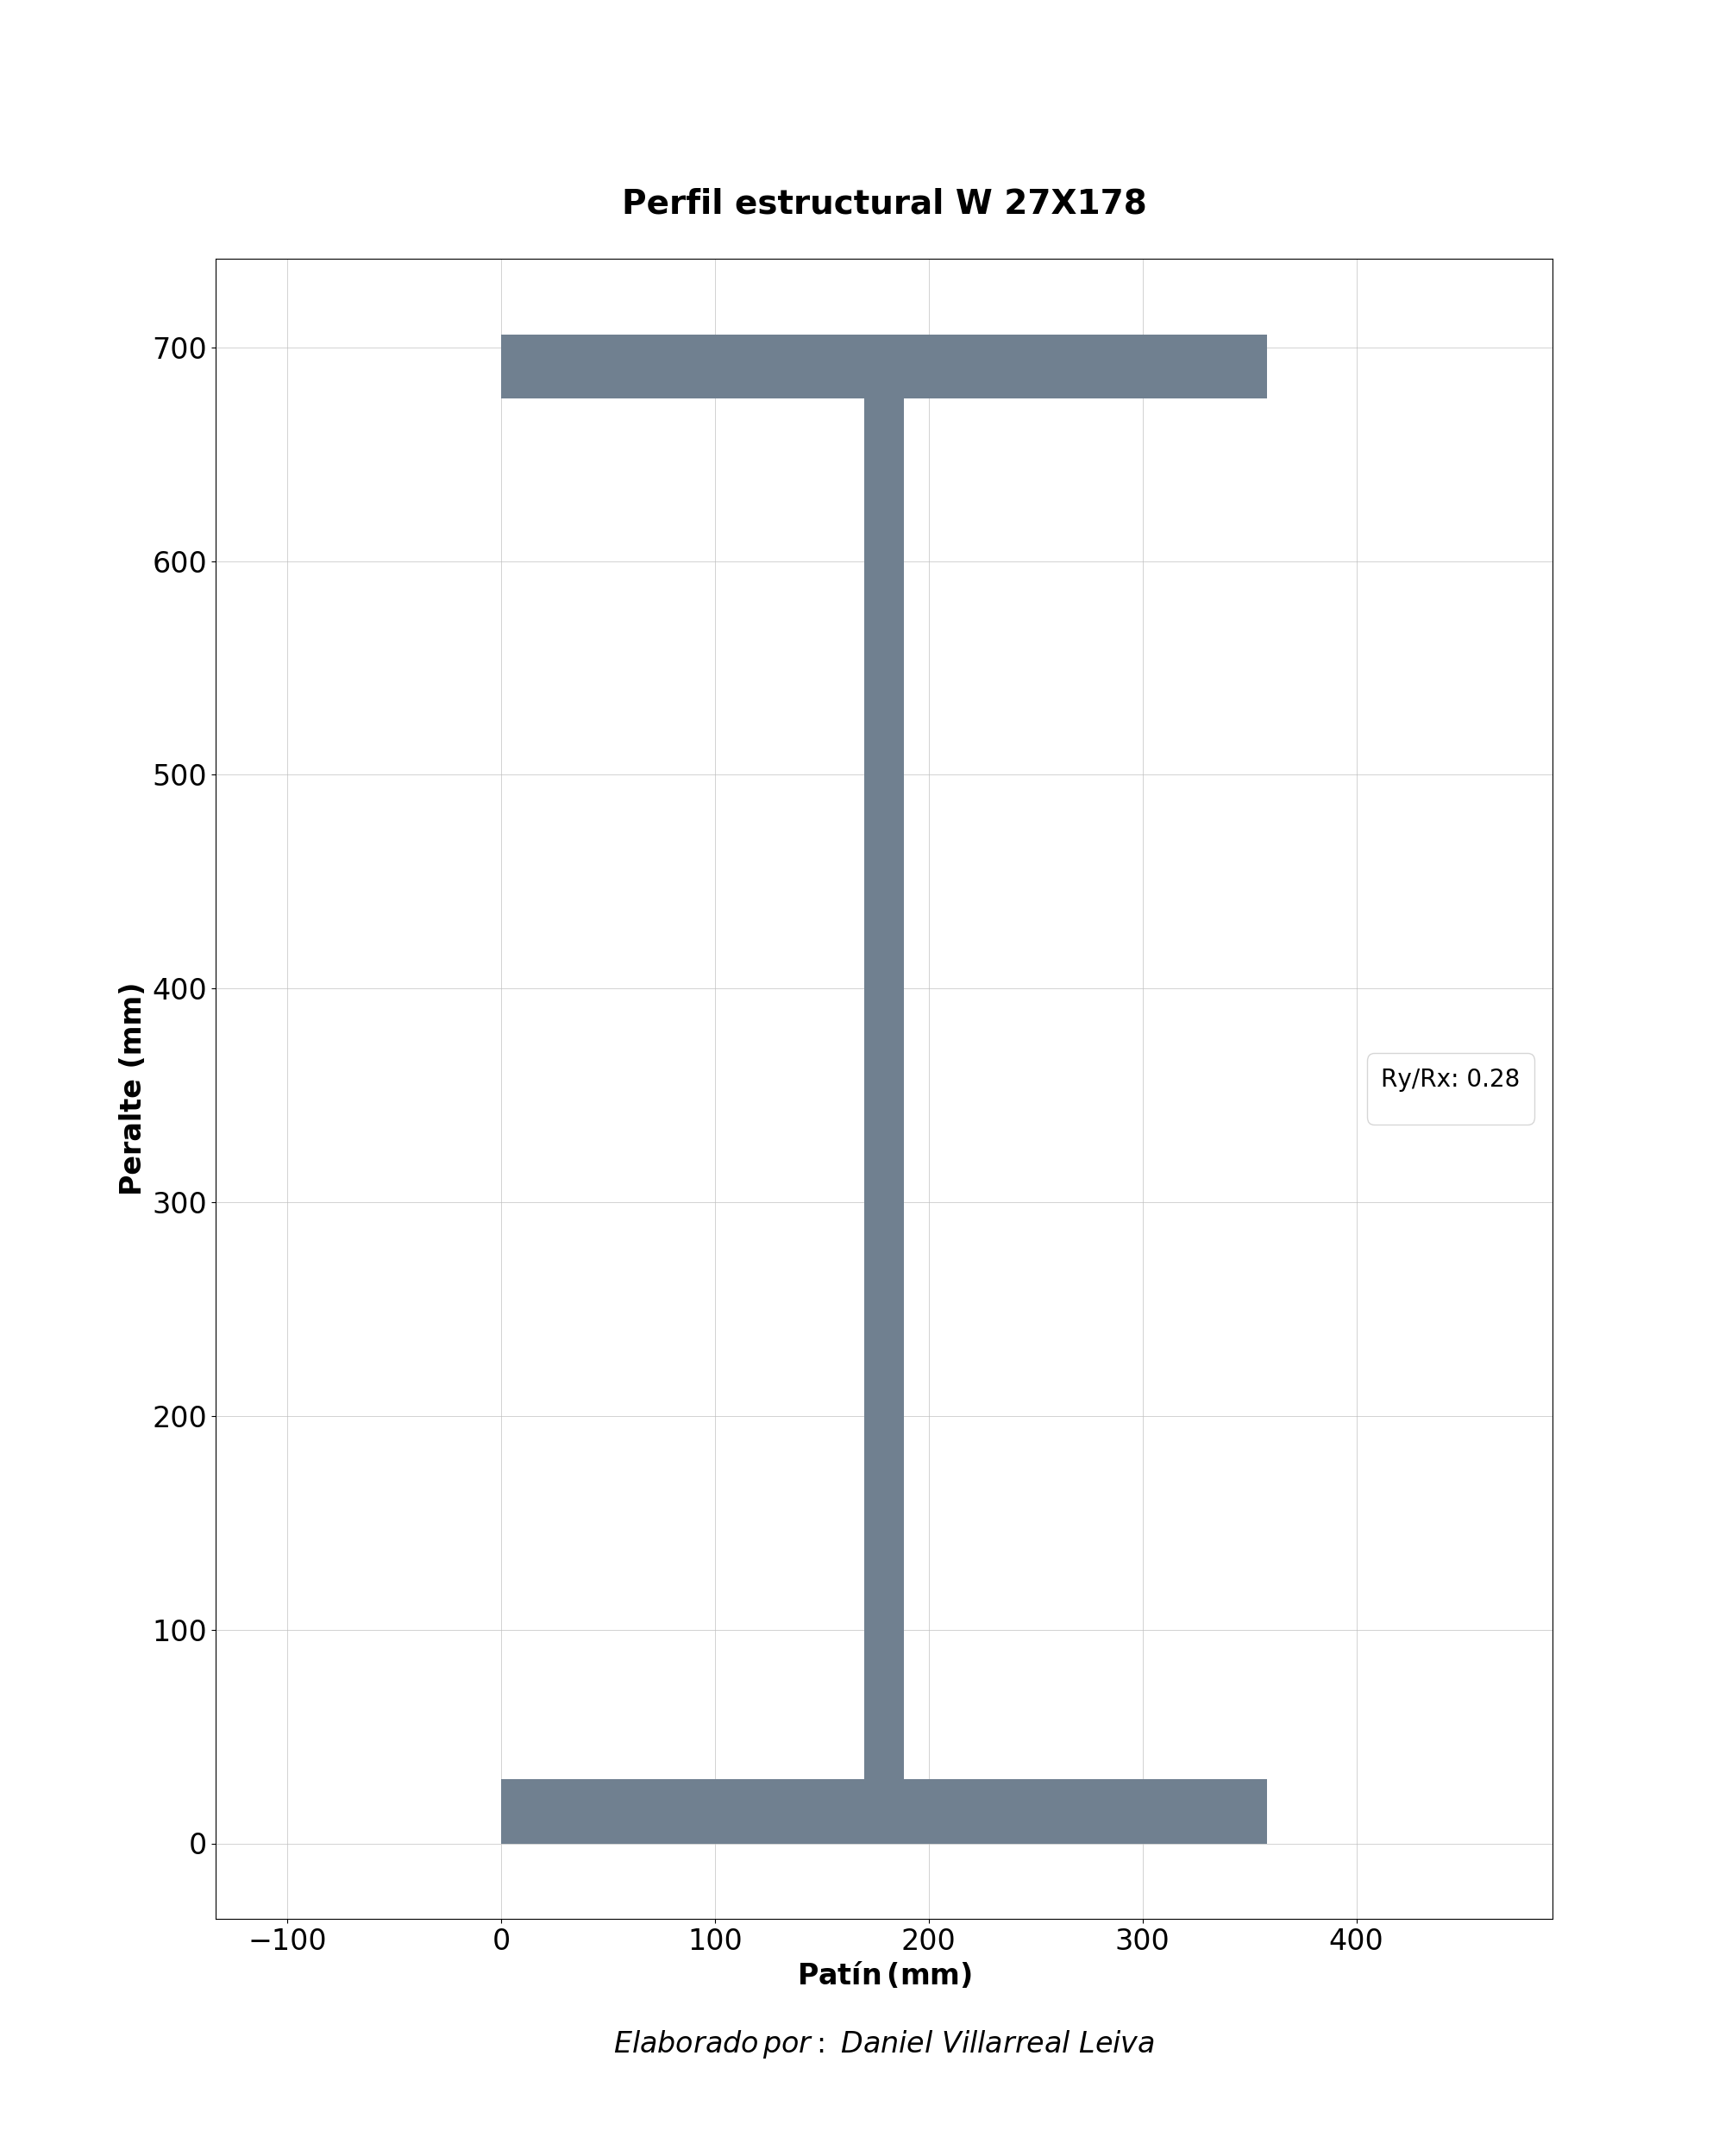 Perfil estructural W 27X178
700
600
500
400
300
200
100
0
Peralte (mm)
Ry/Rx: 0.28
−100 0 100 200 300 400
Patín (mm)
Elaborado por: Daniel Villarreal Leiva